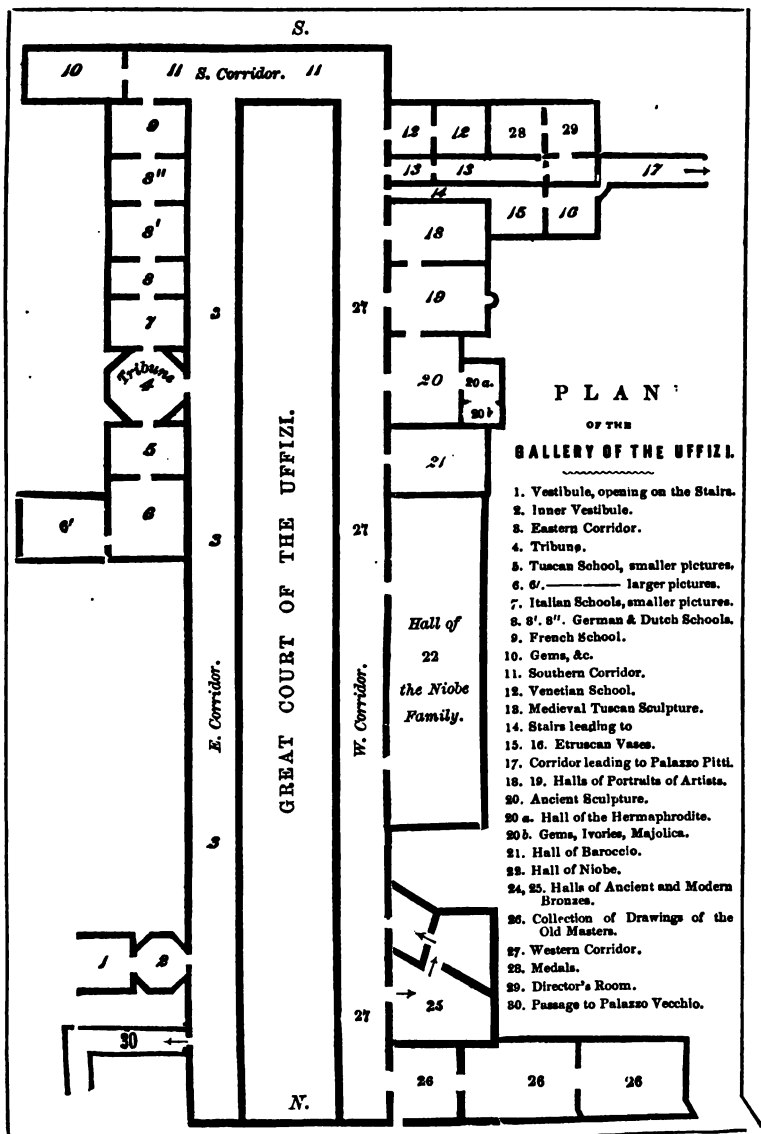 S.
10
11 S. Corridor. 11
9
12 12 28 29
8''
13 13 17
14
8'
15 16
18
8
19
7
3
27
Tribune
4
20
20 a.
20 b
5
21
6
6'
3
27
GREAT COURT OF THE UFFIZI.
E. Corridor.
W. Corridor.
Hall of
22
the Niobe
Family.
3
1
2
25
27
30
26 26 26
N.
PLAN
OF THE
GALLERY OF THE UFFIZI.
1. Vestibule, opening on the Stairs.
2. Inner Vestibule.
3. Eastern Corridor.
4. Tribune.
5. Tuscan School, smaller pictures.
6. 6'. ———— larger pictures.
7. Italian Schools, smaller pictures.
8. 8'. 8''. German & Dutch Schools.
9. French School.
10. Gems, &c.
11. Southern Corridor.
12. Venetian School.
13. Medieval Tuscan Sculpture.
14. Stairs leading to
15. 16. Etruscan Vases.
17. Corridor leading to Palazzo Pitti.
18. 19. Halls of Portraits of Artists.
20. Ancient Sculpture.
20 a. Hall of the Hermaphrodite.
20 b. Gems, Ivories, Majolica.
21. Hall of Baroccio.
22. Hall of Niobe.
24, 25. Halls of Ancient and Modern
Bronzes.
26. Collection of Drawings of the
Old Masters.
27. Western Corridor.
28. Medals.
29. Director's Room.
30. Passage to Palazzo Vecchio.